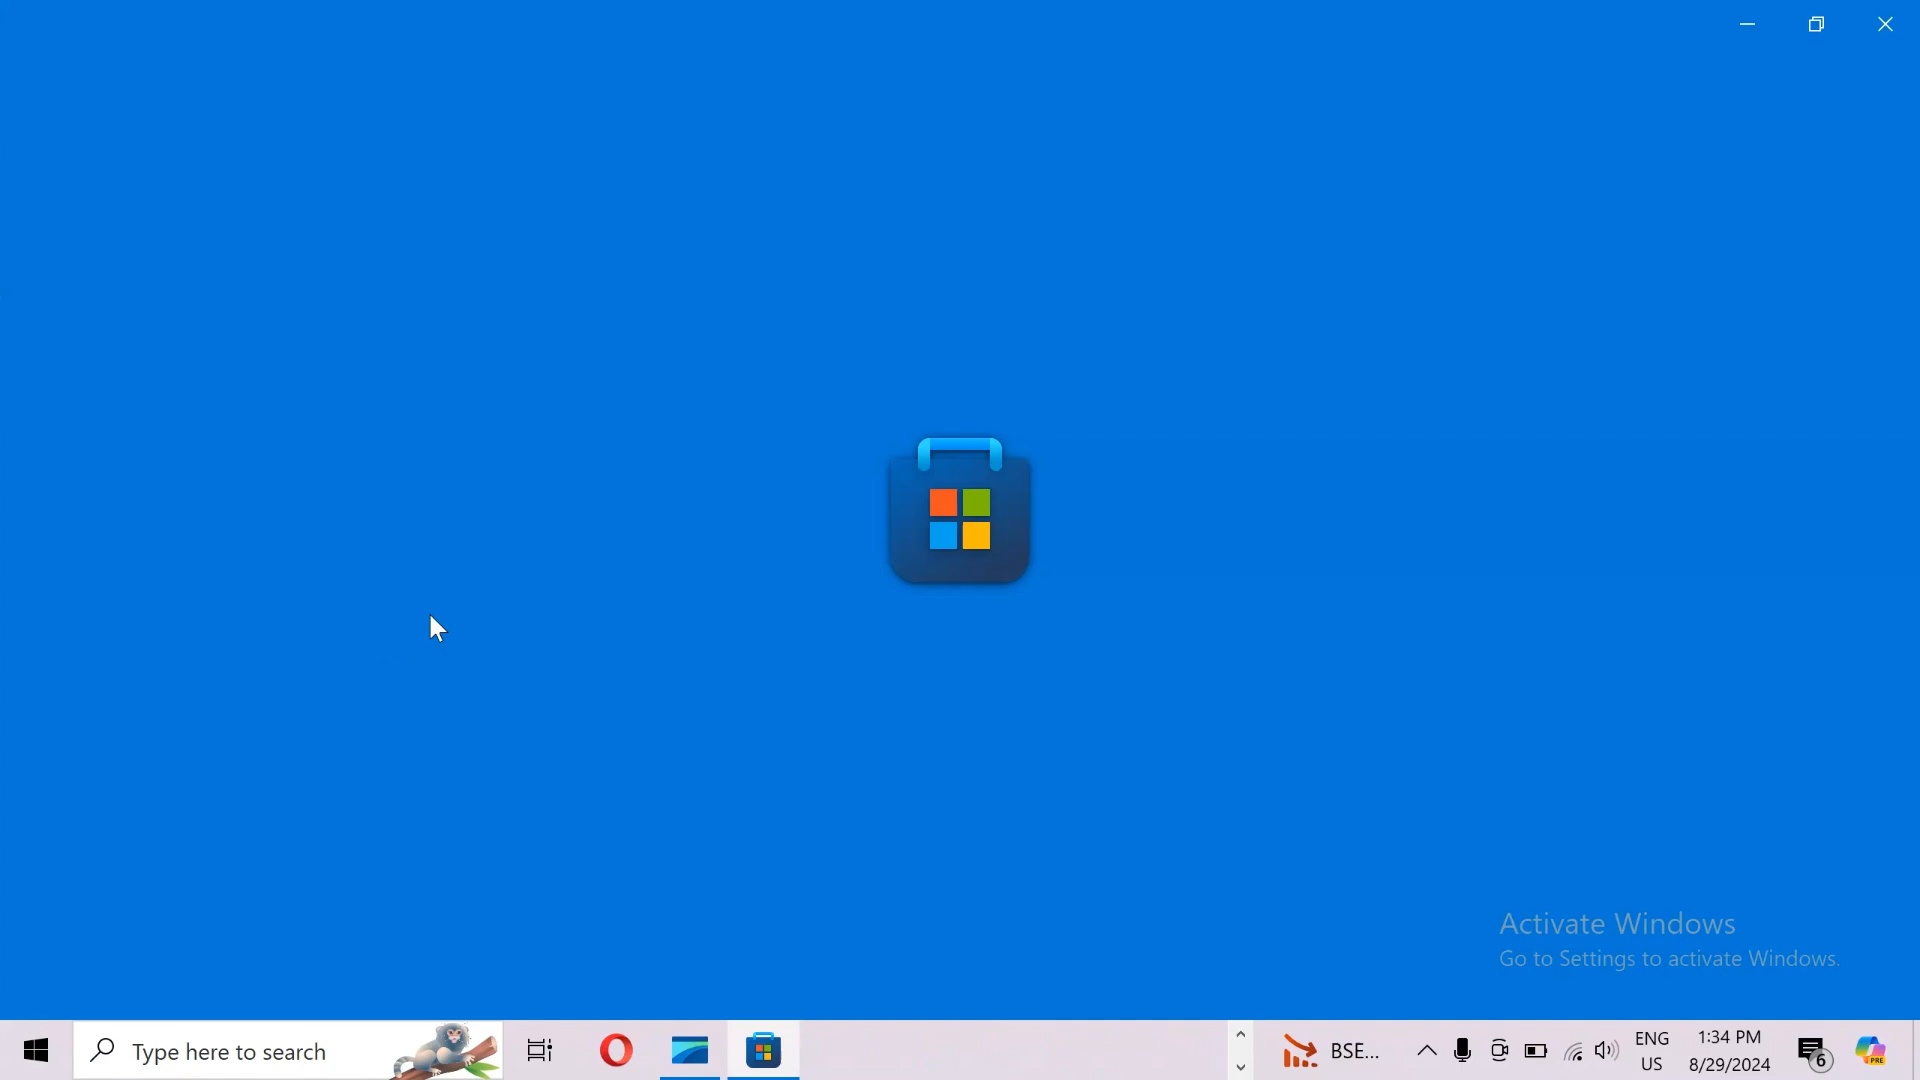 Activate Windows
Go to Settings to activate Windows.
Type here to search
BSE...
ENG
US
1:34 PM
8/29/2024
6
PRE